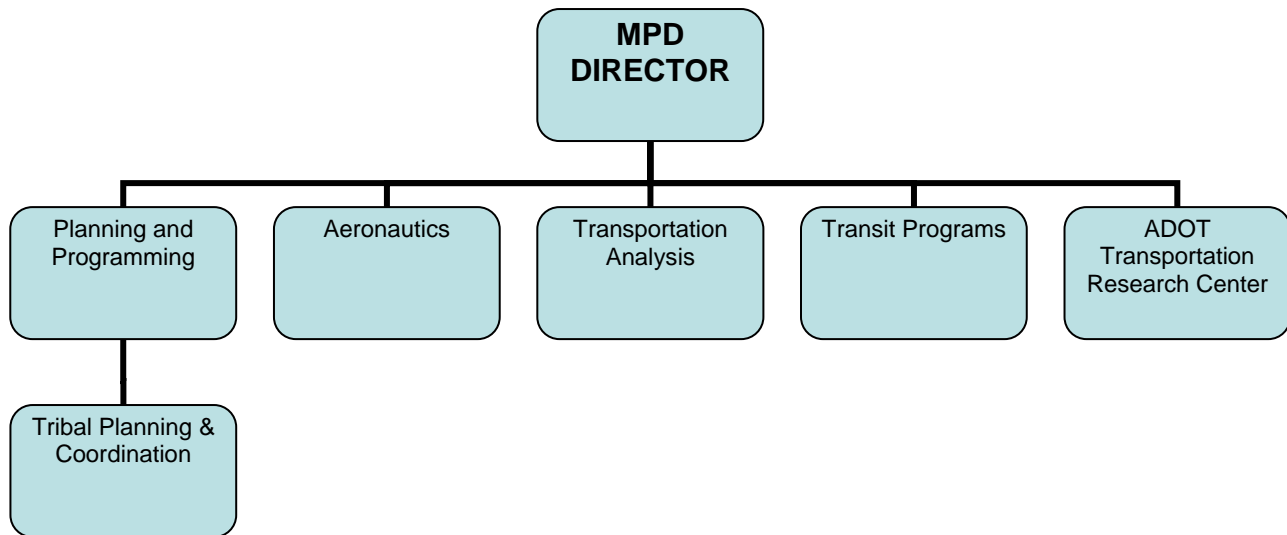 MPD
DIRECTOR
Planning and
Programming
Aeronautics
Transportation
Analysis
Transit Programs
ADOT
Transportation
Research Center
Tribal Planning &
Coordination